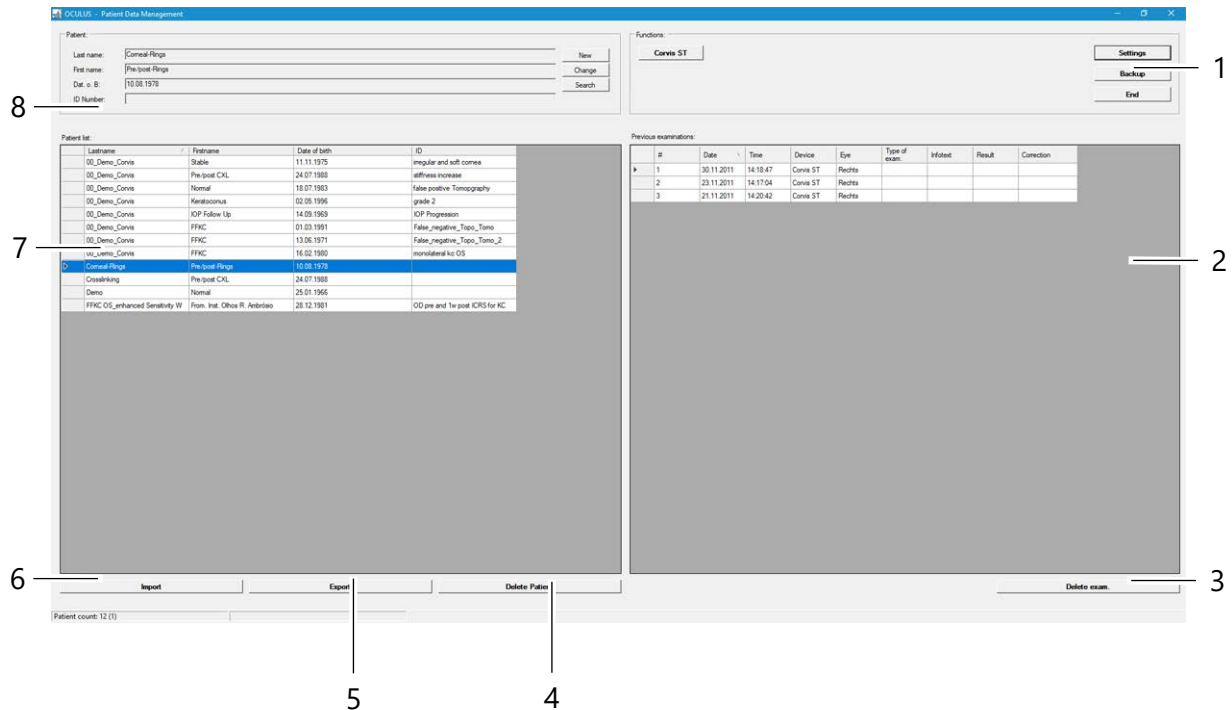 OCULUS - Patient Data Management
Patient:
Last name: Corneal-Rings New
First name: Pre/post-Rings Change
Dat. o. B: 10.08.1978 Search
ID Number:
Functions:
Corvis ST Settings
Backup
End
1
8
Patient list:
Lastname Firstname Date of birth ID
00_Demo_Corvis Stable 11.11.1975 irregular and soft cornea
00_Demo_Corvis Pre/post CXL 24.07.1988 stiffness increase
00_Demo_Corvis Normal 18.07.1983 false positive Tomopgraphy
00_Demo_Corvis Keratoconus 02.05.1996 grade 2
00_Demo_Corvis IOP Follow Up 14.09.1969 IOP Progression
00_Demo_Corvis FFKC 01.03.1991 False_negative_Topo_Tomo
00_Demo_Corvis FFKC 13.06.1971 False_negative_Topo_Tomo_2
00_Demo_Corvis FFKC 16.02.1980 monolateral kc OS
Corneal-Rings Pre/post-Rings 10.08.1978
Crosslinking Pre/post CXL 24.07.1988
Demo Normal 25.01.1966
FFKC OS_enhanced Sensitivity W From. Inst. Olhos R. Ambrósio 28.12.1981 OD pre and 1w post ICRS for KC
7
Previous examinations:
# Date Time Device Eye Type of exam. Infotext Result Correction
1 30.11.2011 14:18:47 Corvis ST Rechts
2 23.11.2011 14:17:04 Corvis ST Rechts
3 21.11.2011 14:20:42 Corvis ST Rechts
2
6
Import Export Delete Patient
Delete exam.
3
Patient count: 12 (1)
5
4